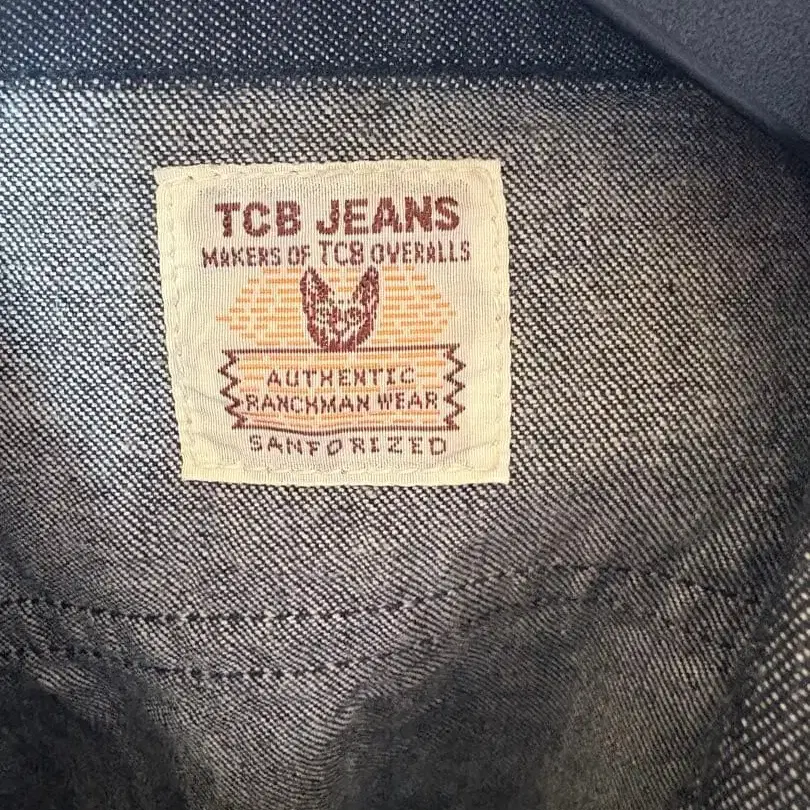 TCB JEANS
MAKERS OF TCB OVERALLS
AUTHENTIC
RANCHMAN WEAR
SANFORIZED